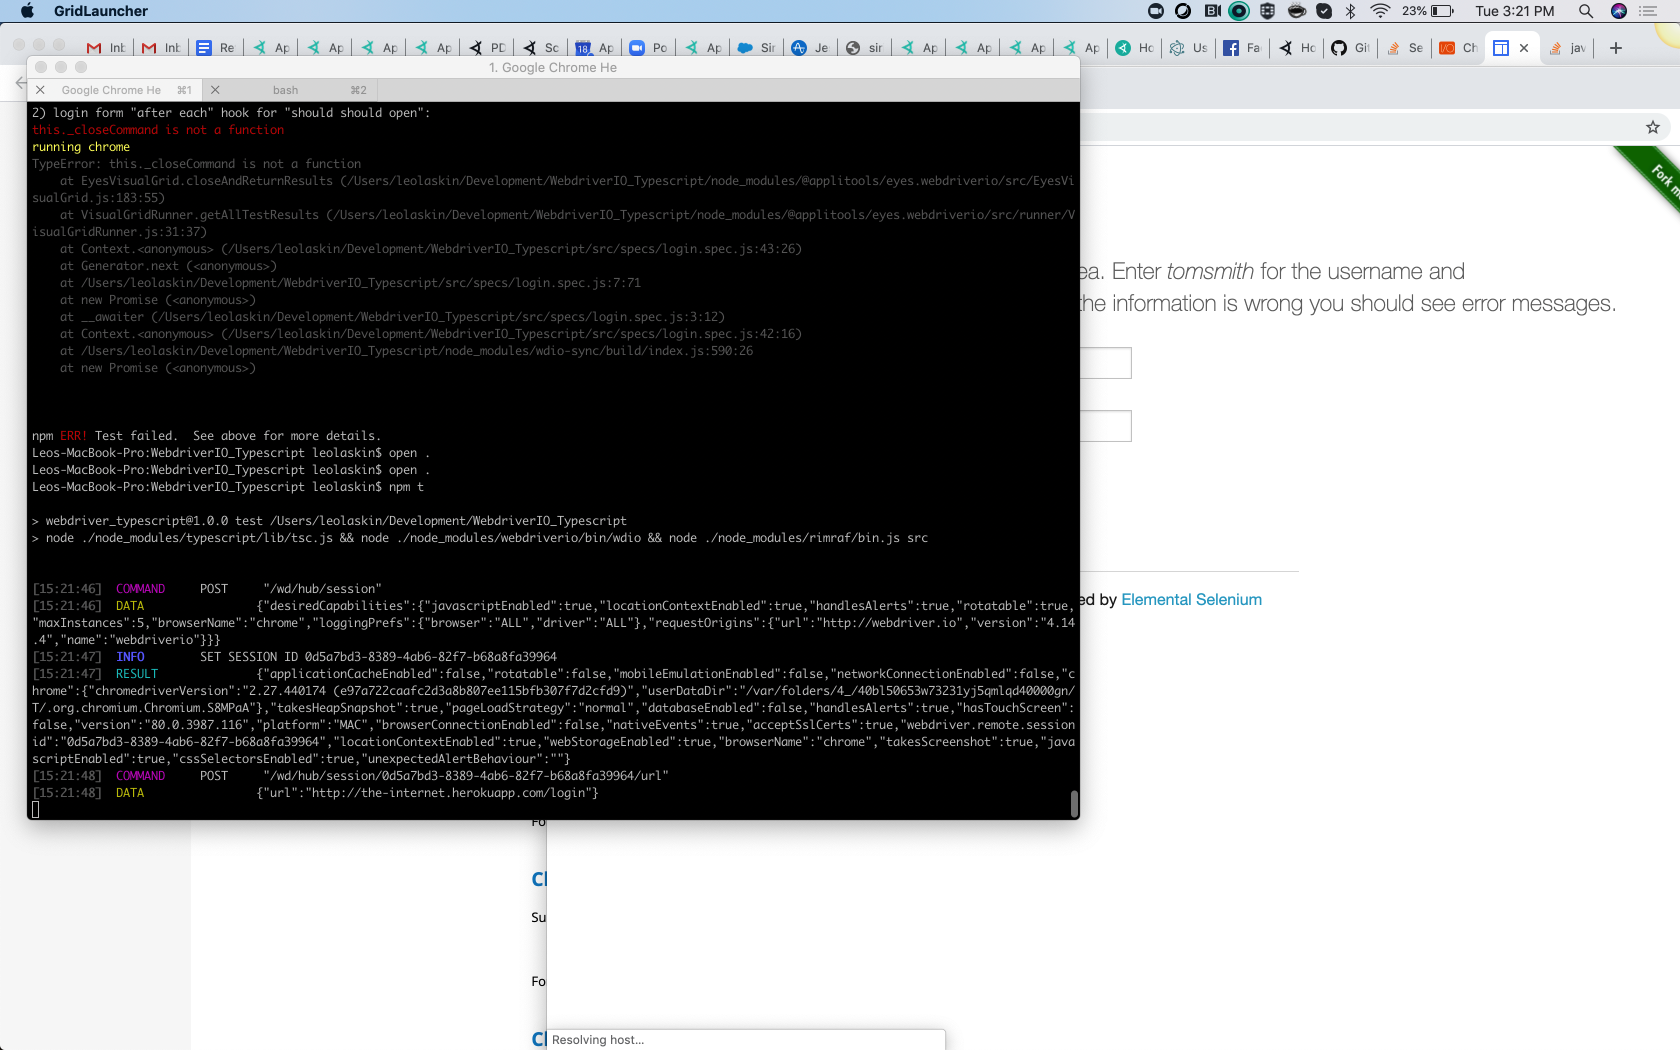 GridLauncher
23%
Tue 3:21 PM
Inb
Inb
Re
Ap
Ap
Ap
Ap
PD
Sc
18
Ap
Po
Ap
Sir
Je
sir
Ap
Ap
Ap
Ap
Ho
Us
Fa
Ho
Git
Se
Ch
jav
1. Google Chrome He
Google Chrome He ⌘1
bash ⌘2
2) login form "after each" hook for "should should open":
this._closeCommand is not a function
running chrome
TypeError: this._closeCommand is not a function
at EyesVisualGrid.closeAndReturnResults (/Users/leolaskin/Development/WebdriverIO_Typescript/node_modules/@applitools/eyes.webdriverio/src/EyesVi
sualGrid.js:183:55)
at VisualGridRunner.getAllTestResults (/Users/leolaskin/Development/WebdriverIO_Typescript/node_modules/@applitools/eyes.webdriverio/src/runner/V
isualGridRunner.js:31:37)
at Context.<anonymous> (/Users/leolaskin/Development/WebdriverIO_Typescript/src/specs/login.spec.js:43:26)
at Generator.next (<anonymous>)
at /Users/leolaskin/Development/WebdriverIO_Typescript/src/specs/login.spec.js:7:71
at new Promise (<anonymous>)
at __awaiter (/Users/leolaskin/Development/WebdriverIO_Typescript/src/specs/login.spec.js:3:12)
at Context.<anonymous> (/Users/leolaskin/Development/WebdriverIO_Typescript/src/specs/login.spec.js:42:16)
at /Users/leolaskin/Development/WebdriverIO_Typescript/node_modules/wdio-sync/build/index.js:590:26
at new Promise (<anonymous>)
npm ERR! Test failed.  See above for more details.
Leos-MacBook-Pro:WebdriverIO_Typescript leolaskin$ open .
Leos-MacBook-Pro:WebdriverIO_Typescript leolaskin$ open .
Leos-MacBook-Pro:WebdriverIO_Typescript leolaskin$ npm t
> webdriver_typescript@1.0.0 test /Users/leolaskin/Development/WebdriverIO_Typescript
> node ./node_modules/typescript/lib/tsc.js && node ./node_modules/webdriverio/bin/wdio && node ./node_modules/rimraf/bin.js src
[15:21:46]  COMMAND     POST     "/wd/hub/session"
[15:21:46]  DATA                {"desiredCapabilities":{"javascriptEnabled":true,"locationContextEnabled":true,"handlesAlerts":true,"rotatable":true,
"maxInstances":5,"browserName":"chrome","loggingPrefs":{"browser":"ALL","driver":"ALL"},"requestOrigins":{"url":"http://webdriver.io","version":"4.14
.4","name":"webdriverio"}}}
[15:21:47]  INFO        SET SESSION ID 0d5a7bd3-8389-4ab6-82f7-b68a8fa39964
[15:21:47]  RESULT              {"applicationCacheEnabled":false,"rotatable":false,"mobileEmulationEnabled":false,"networkConnectionEnabled":false,"c
hrome":{"chromedriverVersion":"2.27.440174 (e97a722caafc2d3a8b807ee115bfb307f7d2cfd9)","userDataDir":"/var/folders/4_/40bl50653w73231yj5qmlqd40000gn/
T/.org.chromium.Chromium.S8MPaA"},"takesHeapSnapshot":true,"pageLoadStrategy":"normal","databaseEnabled":false,"handlesAlerts":true,"hasTouchScreen":
false,"version":"80.0.3987.116","platform":"MAC","browserConnectionEnabled":false,"nativeEvents":true,"acceptSslCerts":true,"webdriver.remote.session
id":"0d5a7bd3-8389-4ab6-82f7-b68a8fa39964","locationContextEnabled":true,"webStorageEnabled":true,"browserName":"chrome","takesScreenshot":true,"java
scriptEnabled":true,"cssSelectorsEnabled":true,"unexpectedAlertBehaviour":""}
[15:21:48]  COMMAND     POST     "/wd/hub/session/0d5a7bd3-8389-4ab6-82f7-b68a8fa39964/url"
[15:21:48]  DATA                {"url":"http://the-internet.herokuapp.com/login"}
Fork m
ea. Enter tomsmith for the username and
the information is wrong you should see error messages.
ed by Elemental Selenium
Fo
Cl
Su
Fo
Cl
Resolving host...